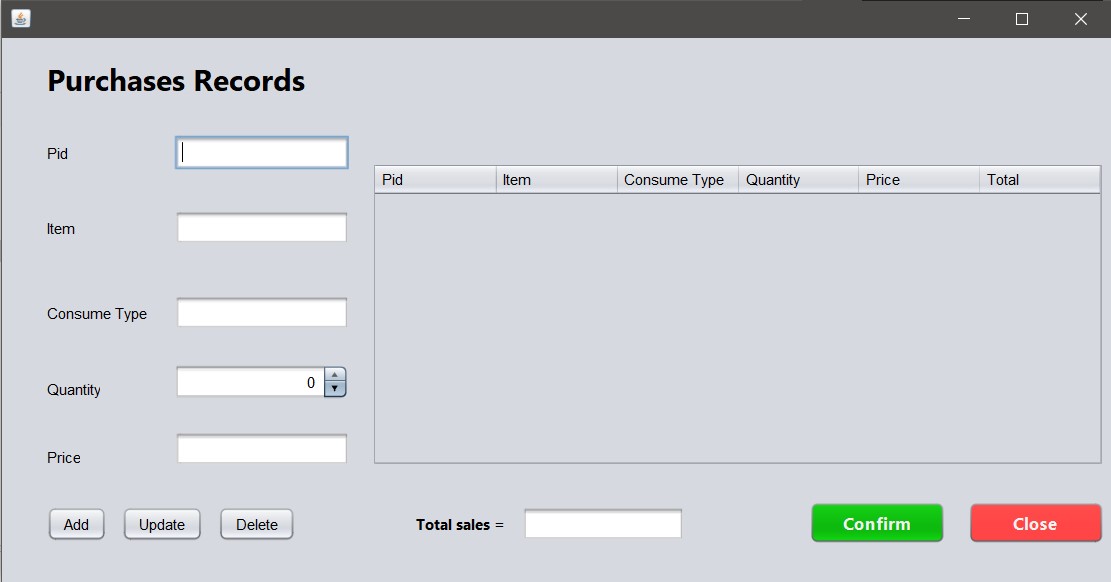 Purchases Records
Pid
Pid Item Consume Type Quantity Price Total
Item
Consume Type
Quantity 0
Price
Add Update Delete Total sales = Confirm Close